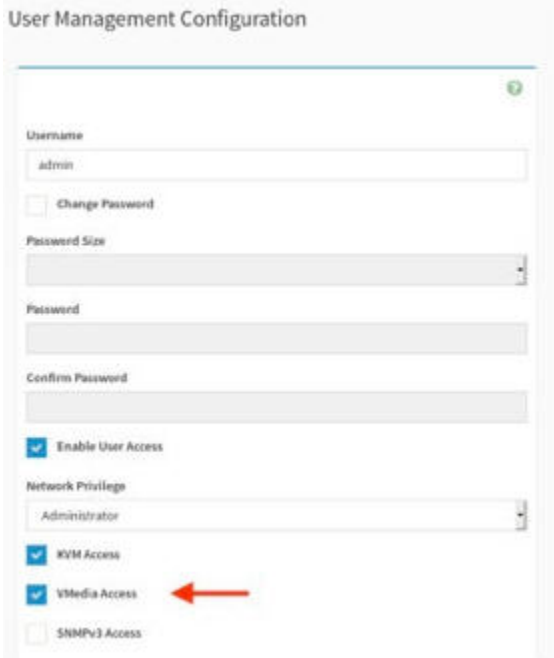 User Management Configuration
Username
admin
Change Password
Password Size
Password
Confirm Password
Enable User Access
Network Privilege
Administrator
KVM Access
VMedia Access
SNMPv3 Access